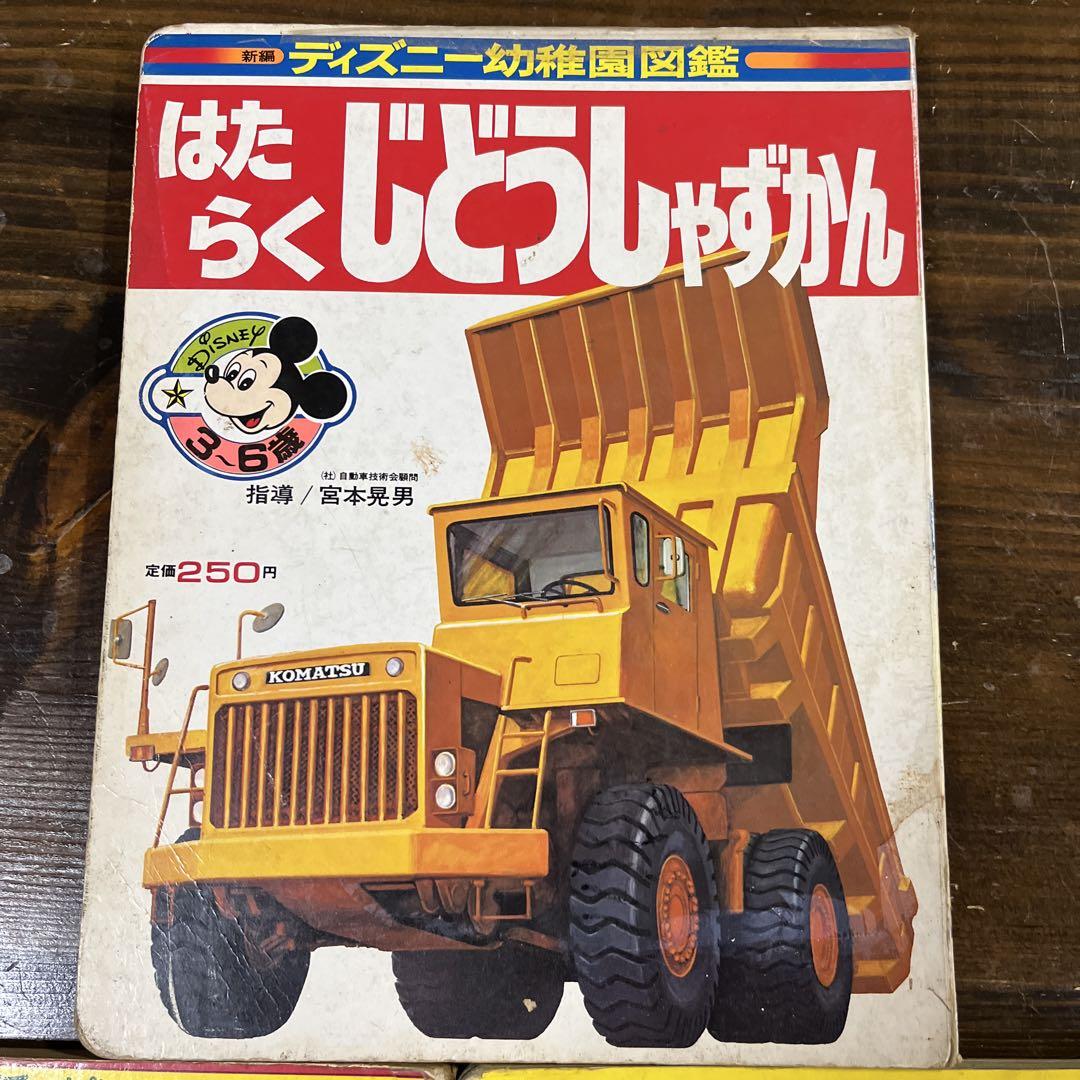 新編 ディズニー幼稚園図鑑
はたらくじどうしゃずかん
DISNEY
3~6歳
(社)自動車技術会顧問
指導/宮本晃男
定価250円
KOMATSU